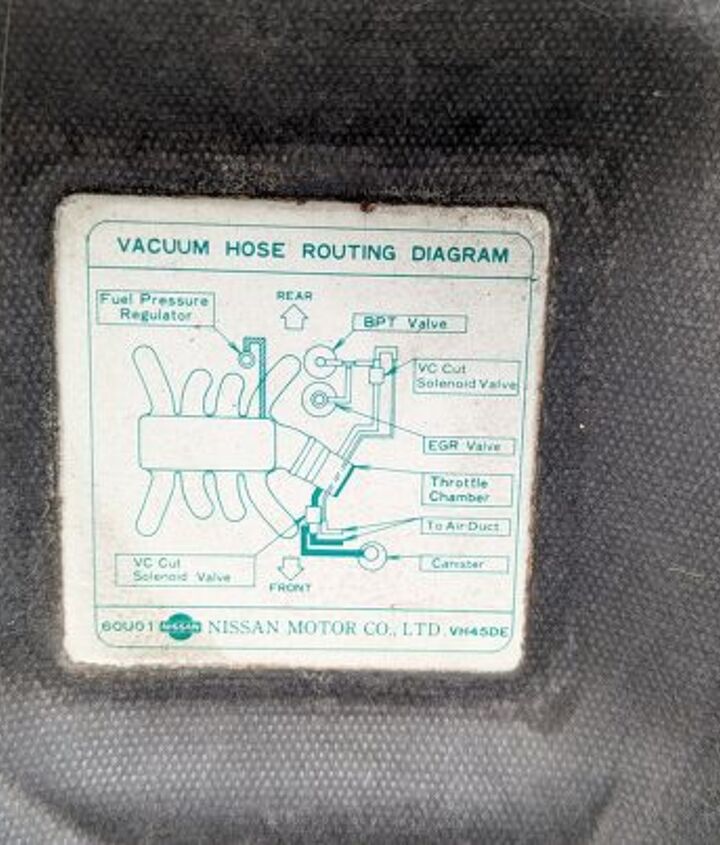 VACUUM HOSE ROUTING DIAGRAM
Fuel Pressure
Regulator
REAR
BPT Valve
VC Cut
Solenoid Valve
EGR Valve
Throttle
Chamber
To Air Duct
VC Cut
Solenoid Valve
Canister
FRONT
60U01 NISSAN NISSAN MOTOR CO., LTD. VH45DE